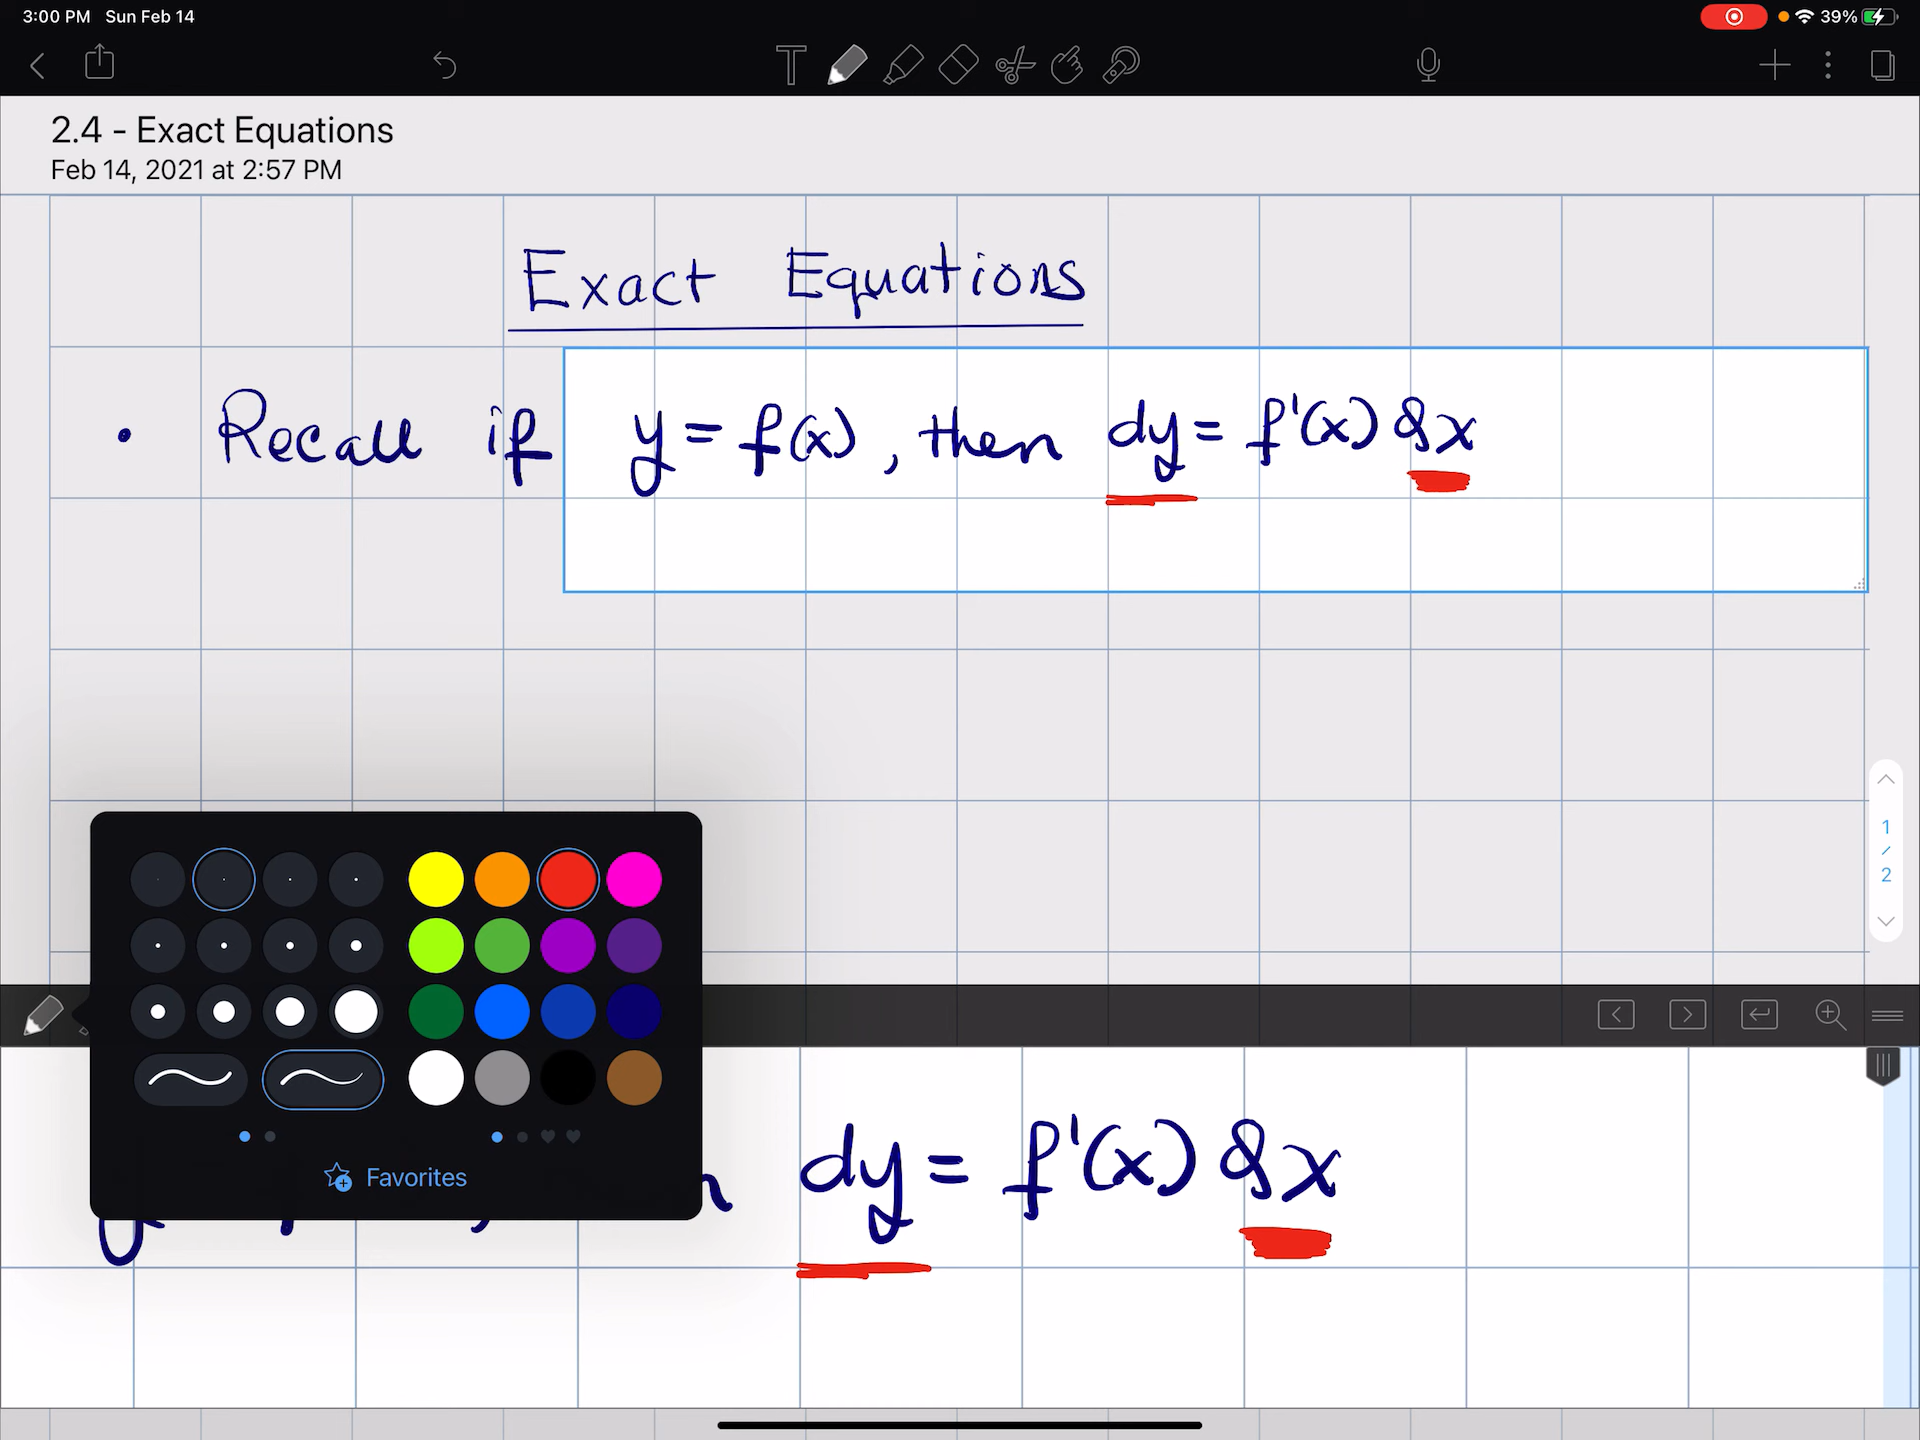 3:00 PM Sun Feb 14
39%
2.4 - Exact Equations
Feb 14, 2021 at 2:57 PM
Exact Equations
• Recall if y = f(x), then dy = f'(x) dx
1
/
2
Favorites
dy = f'(x) dx